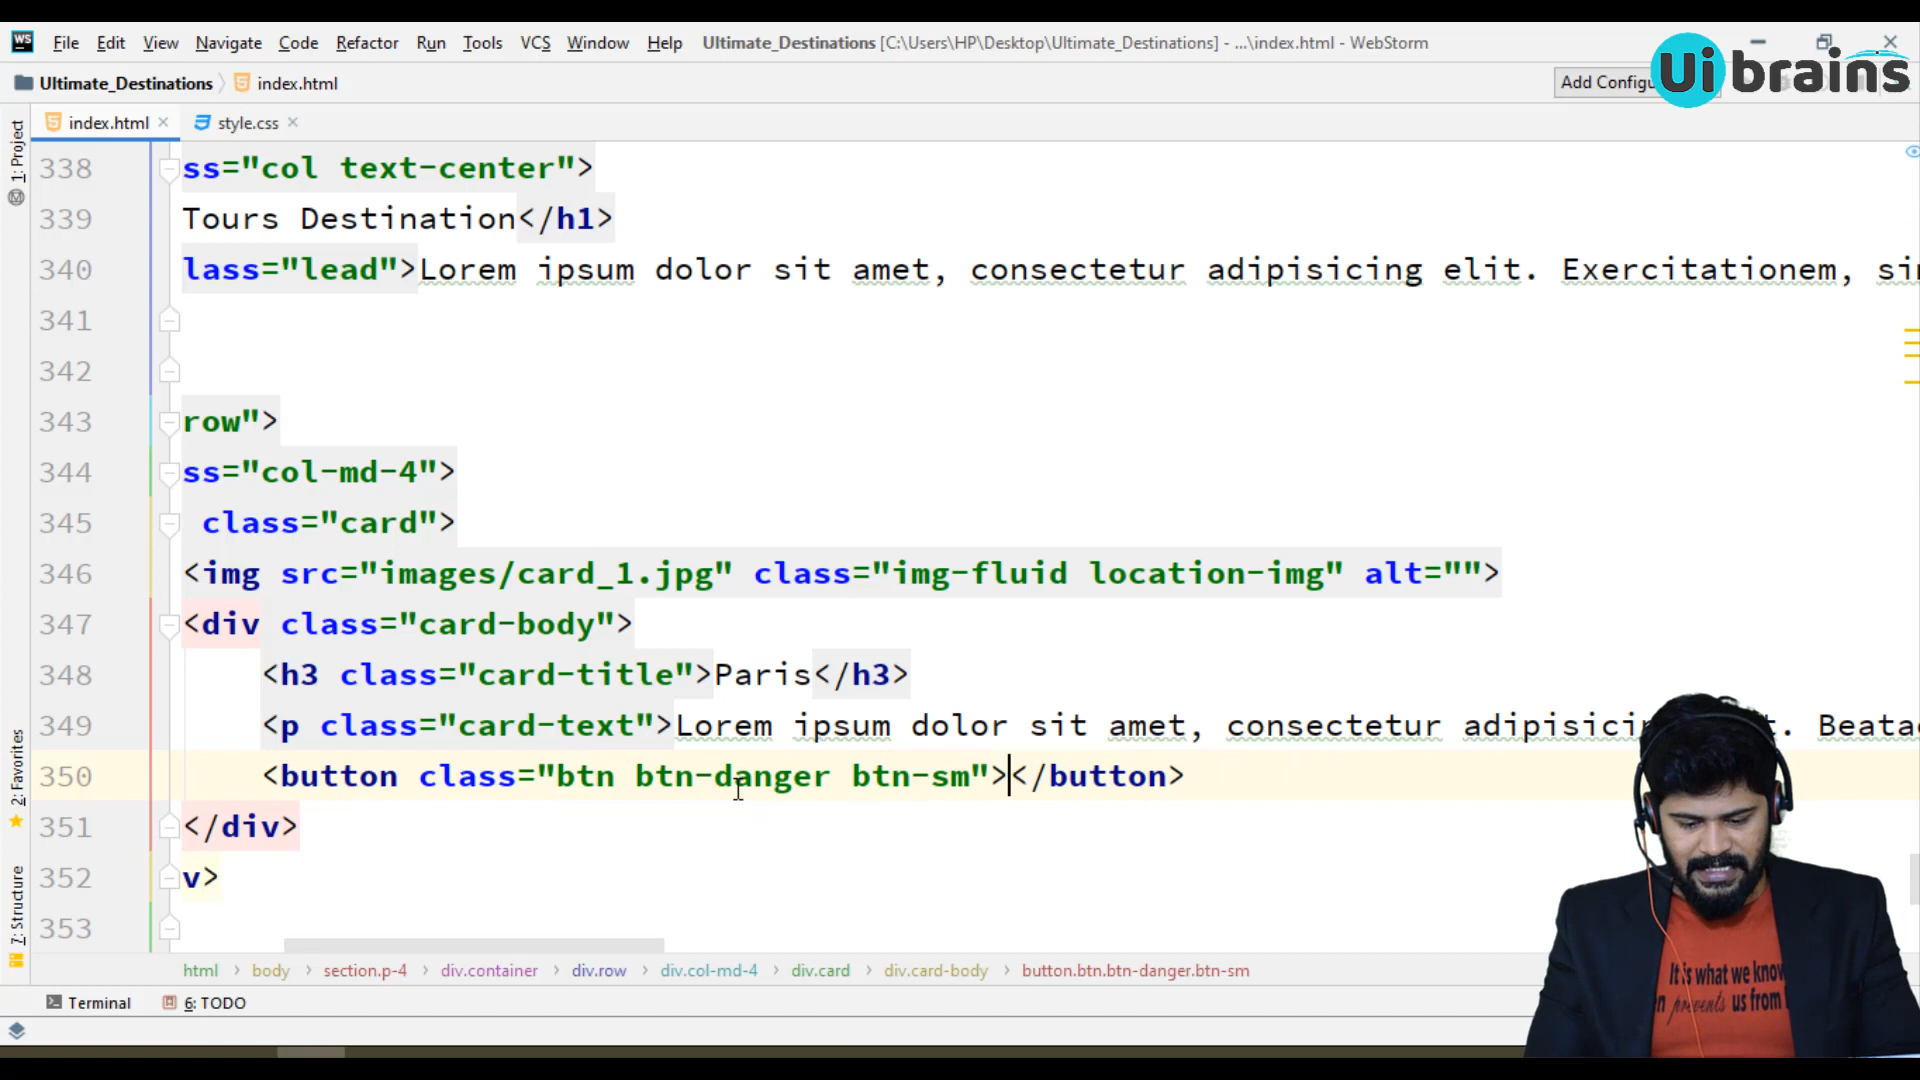 WS File Edit View Navigate Code Refactor Run Tools VCS Window Help Ultimate_Destinations [C:\Users\HP\Desktop\Ultimate_Destinations] - ...\index.html - WebStorm
Ultimate_Destinations index.html Add Configu
Ui brains
index.html style.css
1: Project
2: Favorites
7: Structure
338 ss="col text-center">
339 Tours Destination</h1>
340 lass="lead">Lorem ipsum dolor sit amet, consectetur adipisicing elit. Exercitationem, sin
341
342
343 row">
344 ss="col-md-4">
345 class="card">
346 <img src="images/card_1.jpg" class="img-fluid location-img" alt="">
347 <div class="card-body">
348 <h3 class="card-title">Paris</h3>
349 <p class="card-text">Lorem ipsum dolor sit amet, consectetur adipisicin t. Beatae
350 <button class="btn btn-danger btn-sm"></button>
351 </div>
352 v>
353
html body section.p-4 div.container div.row div.col-md-4 div.card div.card-body button.btn.btn-danger.btn-sm
Terminal 6: TODO
It is what we know
prevents us from